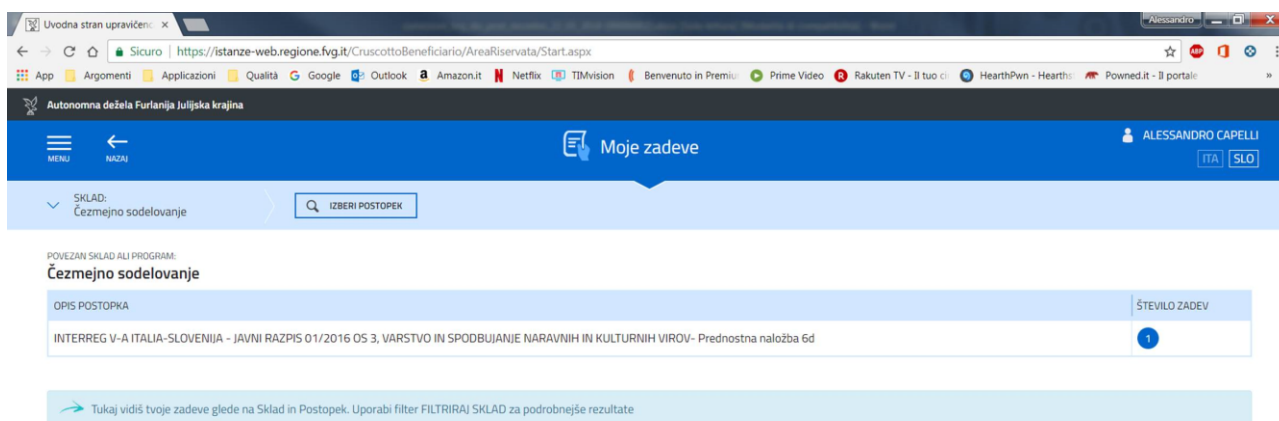 Uvodna stran upravičenc
Alessandro
Sicuro | https://istanze-web.regione.fvg.it/CruscottoBeneficiario/AreaRiservata/Start.aspx
ABP
App Argomenti Applicazioni Qualità Google Outlook Amazon.it Netflix TIMvision Benvenuto in Premiu Prime Video Rakuten TV - Il tuo ci HearthPwn - Hearths Powned.it - Il portale »
Autonomna dežela Furlanija Julijska krajina
MENU NAZAJ
Moje zadeve
ALESSANDRO CAPELLI
ITA SLO
SKLAD:
Čezmejno sodelovanje
IZBERI POSTOPEK
POVEZAN SKLAD ALI PROGRAM:
Čezmejno sodelovanje
OPIS POSTOPKA ŠTEVILO ZADEV
INTERREG V-A ITALIA-SLOVENIJA - JAVNI RAZPIS 01/2016 OS 3, VARSTVO IN SPODBUJANJE NARAVNIH IN KULTURNIH VIROV- Prednostna naložba 6d 1
Tukaj vidiš tvoje zadeve glede na Sklad in Postopek. Uporabi filter FILTRIRAJ SKLAD za podrobnejše rezultate